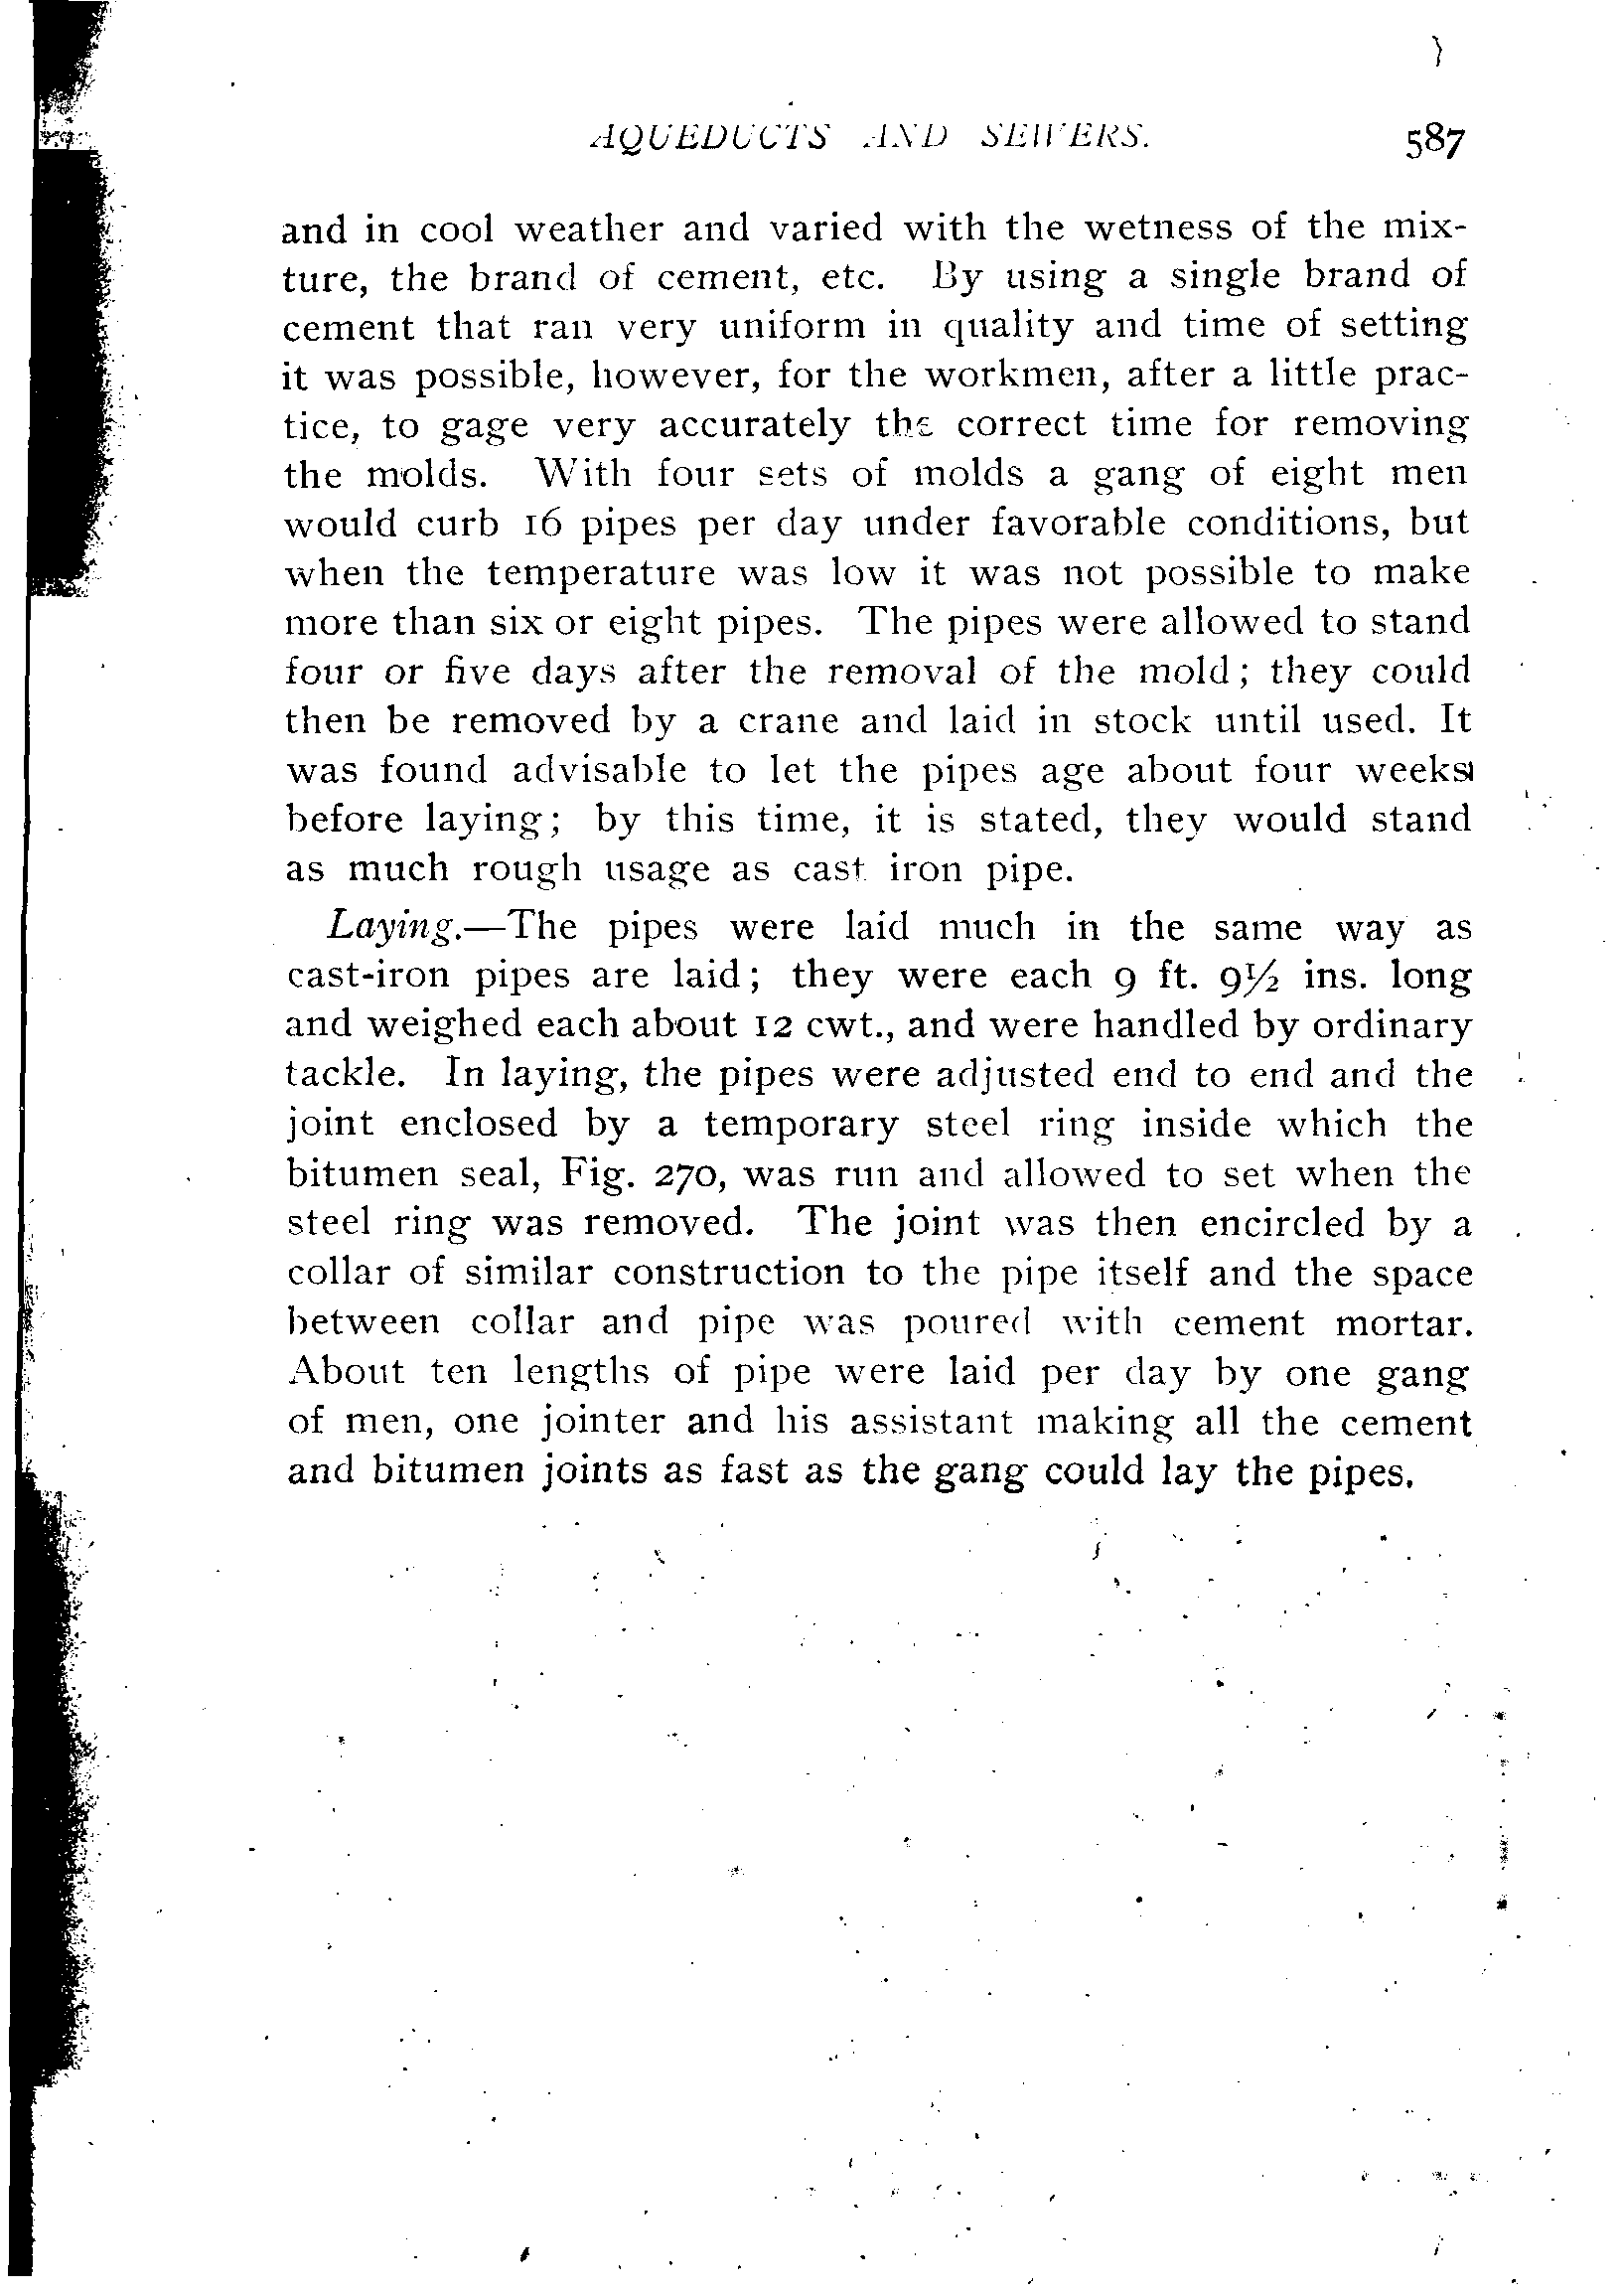 AQUEDUCTS AND SEWERS. 587
and in cool weather and varied with the wetness of the mix-
ture, the brand of cement, etc. By using a single brand of
cement that ran very uniform in quality and time of setting
it was possible, however, for the workmen, after a little prac-
tice, to gage very accurately the correct time for removing
the molds. With four sets of molds a gang of eight men
would curb 16 pipes per day under favorable conditions, but
when the temperature was low it was not possible to make
more than six or eight pipes. The pipes were allowed to stand
four or five days after the removal of the mold; they could
then be removed by a crane and laid in stock until used. It
was found advisable to let the pipes age about four weeks
before laying; by this time, it is stated, they would stand
as much rough usage as cast iron pipe.
Laying.—The pipes were laid much in the same way as
cast-iron pipes are laid; they were each 9 ft. 9½ ins. long
and weighed each about 12 cwt., and were handled by ordinary
tackle. In laying, the pipes were adjusted end to end and the
joint enclosed by a temporary steel ring inside which the
bitumen seal, Fig. 270, was run and allowed to set when the
steel ring was removed. The joint was then encircled by a
collar of similar construction to the pipe itself and the space
between collar and pipe was poured with cement mortar.
About ten lengths of pipe were laid per day by one gang
of men, one jointer and his assistant making all the cement
and bitumen joints as fast as the gang could lay the pipes.